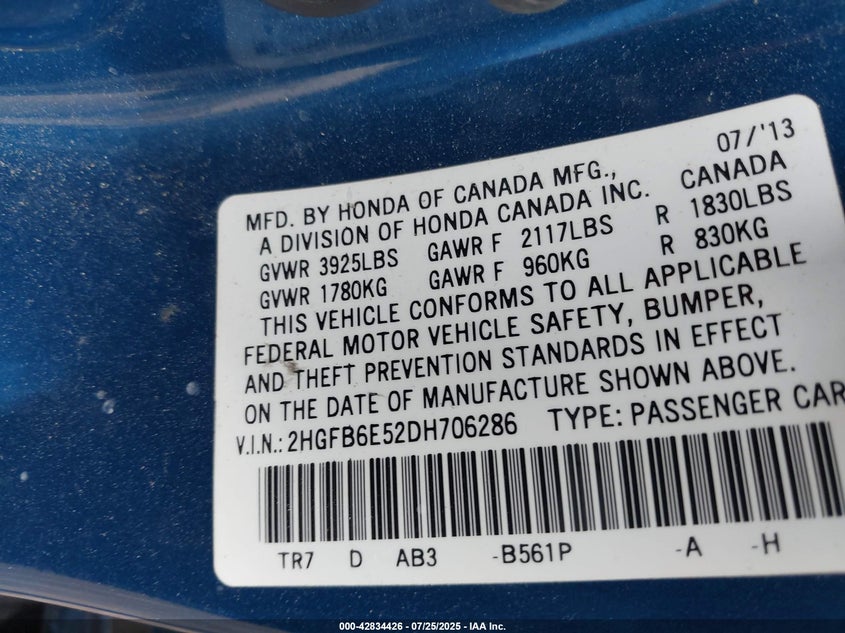 07/'13
MFD. BY HONDA OF CANADA MFG., CANADA
A DIVISION OF HONDA CANADA INC.
GVWR 3925LBS GAWR F 2117LBS R 1830LBS
GVWR 1780KG GAWR F 960KG R 830KG
THIS VEHICLE CONFORMS TO ALL APPLICABLE
FEDERAL MOTOR VEHICLE SAFETY, BUMPER,
AND THEFT PREVENTION STANDARDS IN EFFECT
ON THE DATE OF MANUFACTURE SHOWN ABOVE.
V.I.N.: 2HGFB6E52DH706286 TYPE: PASSENGER CAR
TR7 D AB3 -B561P -A -H
000-42834426 - 07/25/2025 - IAA Inc.